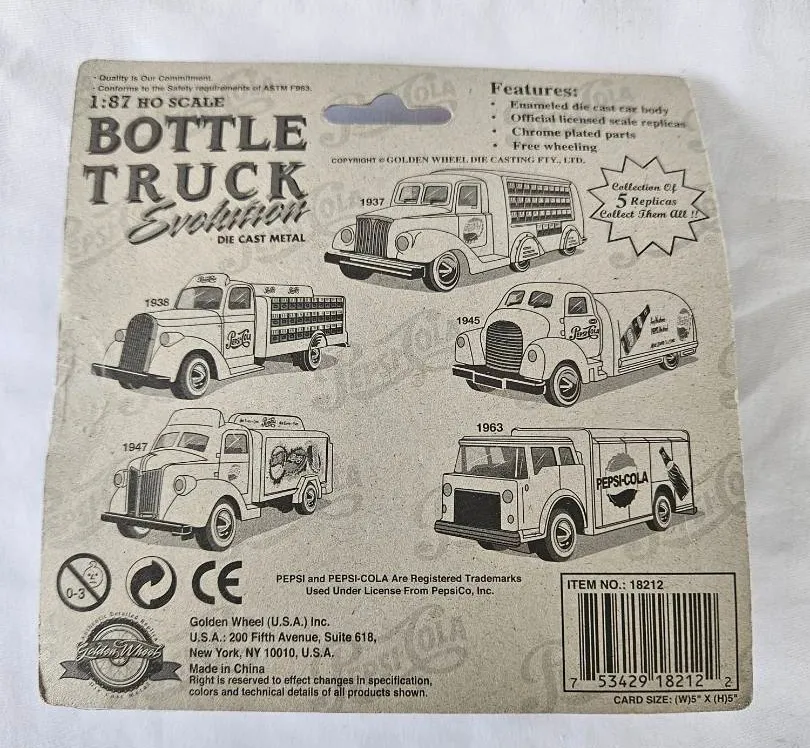 · Quality Is Our Commitment
· Conforms to the Safety requirements of ASTM F963.
1:87 HO SCALE
BOTTLE
TRUCK
Evolution
DIE CAST METAL
Features:
• Enameled die cast car body
• Official licensed scale replicas
• Chrome plated parts
• Free wheeling
COPYRIGHT © GOLDEN WHEEL DIE CASTING FTY., LTD.
Collection Of
5 Replicas
Collect Them All !!
1937
1938
Pepsi-Cola
1945
Pepsi-Cola
1947
1963
PEPSI-COLA
0-3
CE
PEPSI and PEPSI-COLA Are Registered Trademarks
Used Under License From PepsiCo, Inc.
Golden Wheel
Golden Wheel (U.S.A.) Inc.
U.S.A.: 200 Fifth Avenue, Suite 618,
New York, NY 10010, U.S.A.
Made in China
Right is reserved to effect changes in specification,
colors and technical details of all products shown.
ITEM NO.: 18212
7 53429 18212 2
CARD SIZE: (W)5" X (H)5"